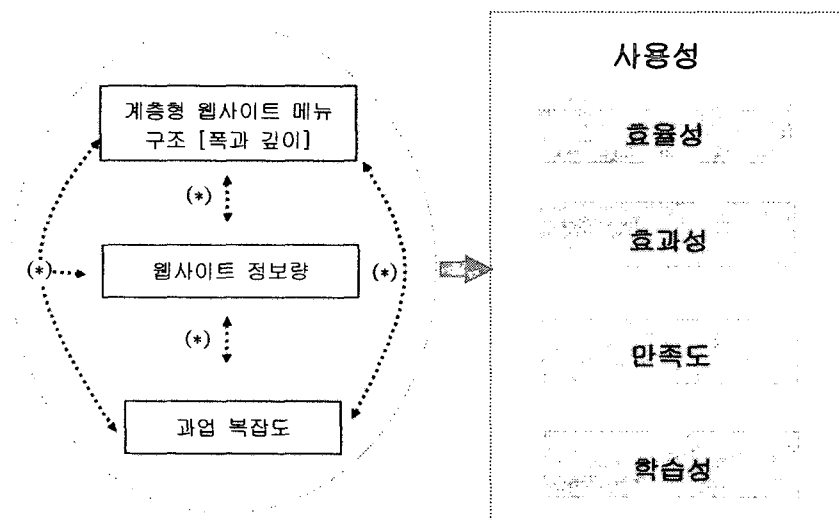 계층형 웹사이트 메뉴
구조 [폭과 깊이]
(*)
(*)
웹사이트 정보량
(*)
(*)
과업 복잡도
사용성
효율성
효과성
만족도
학습성